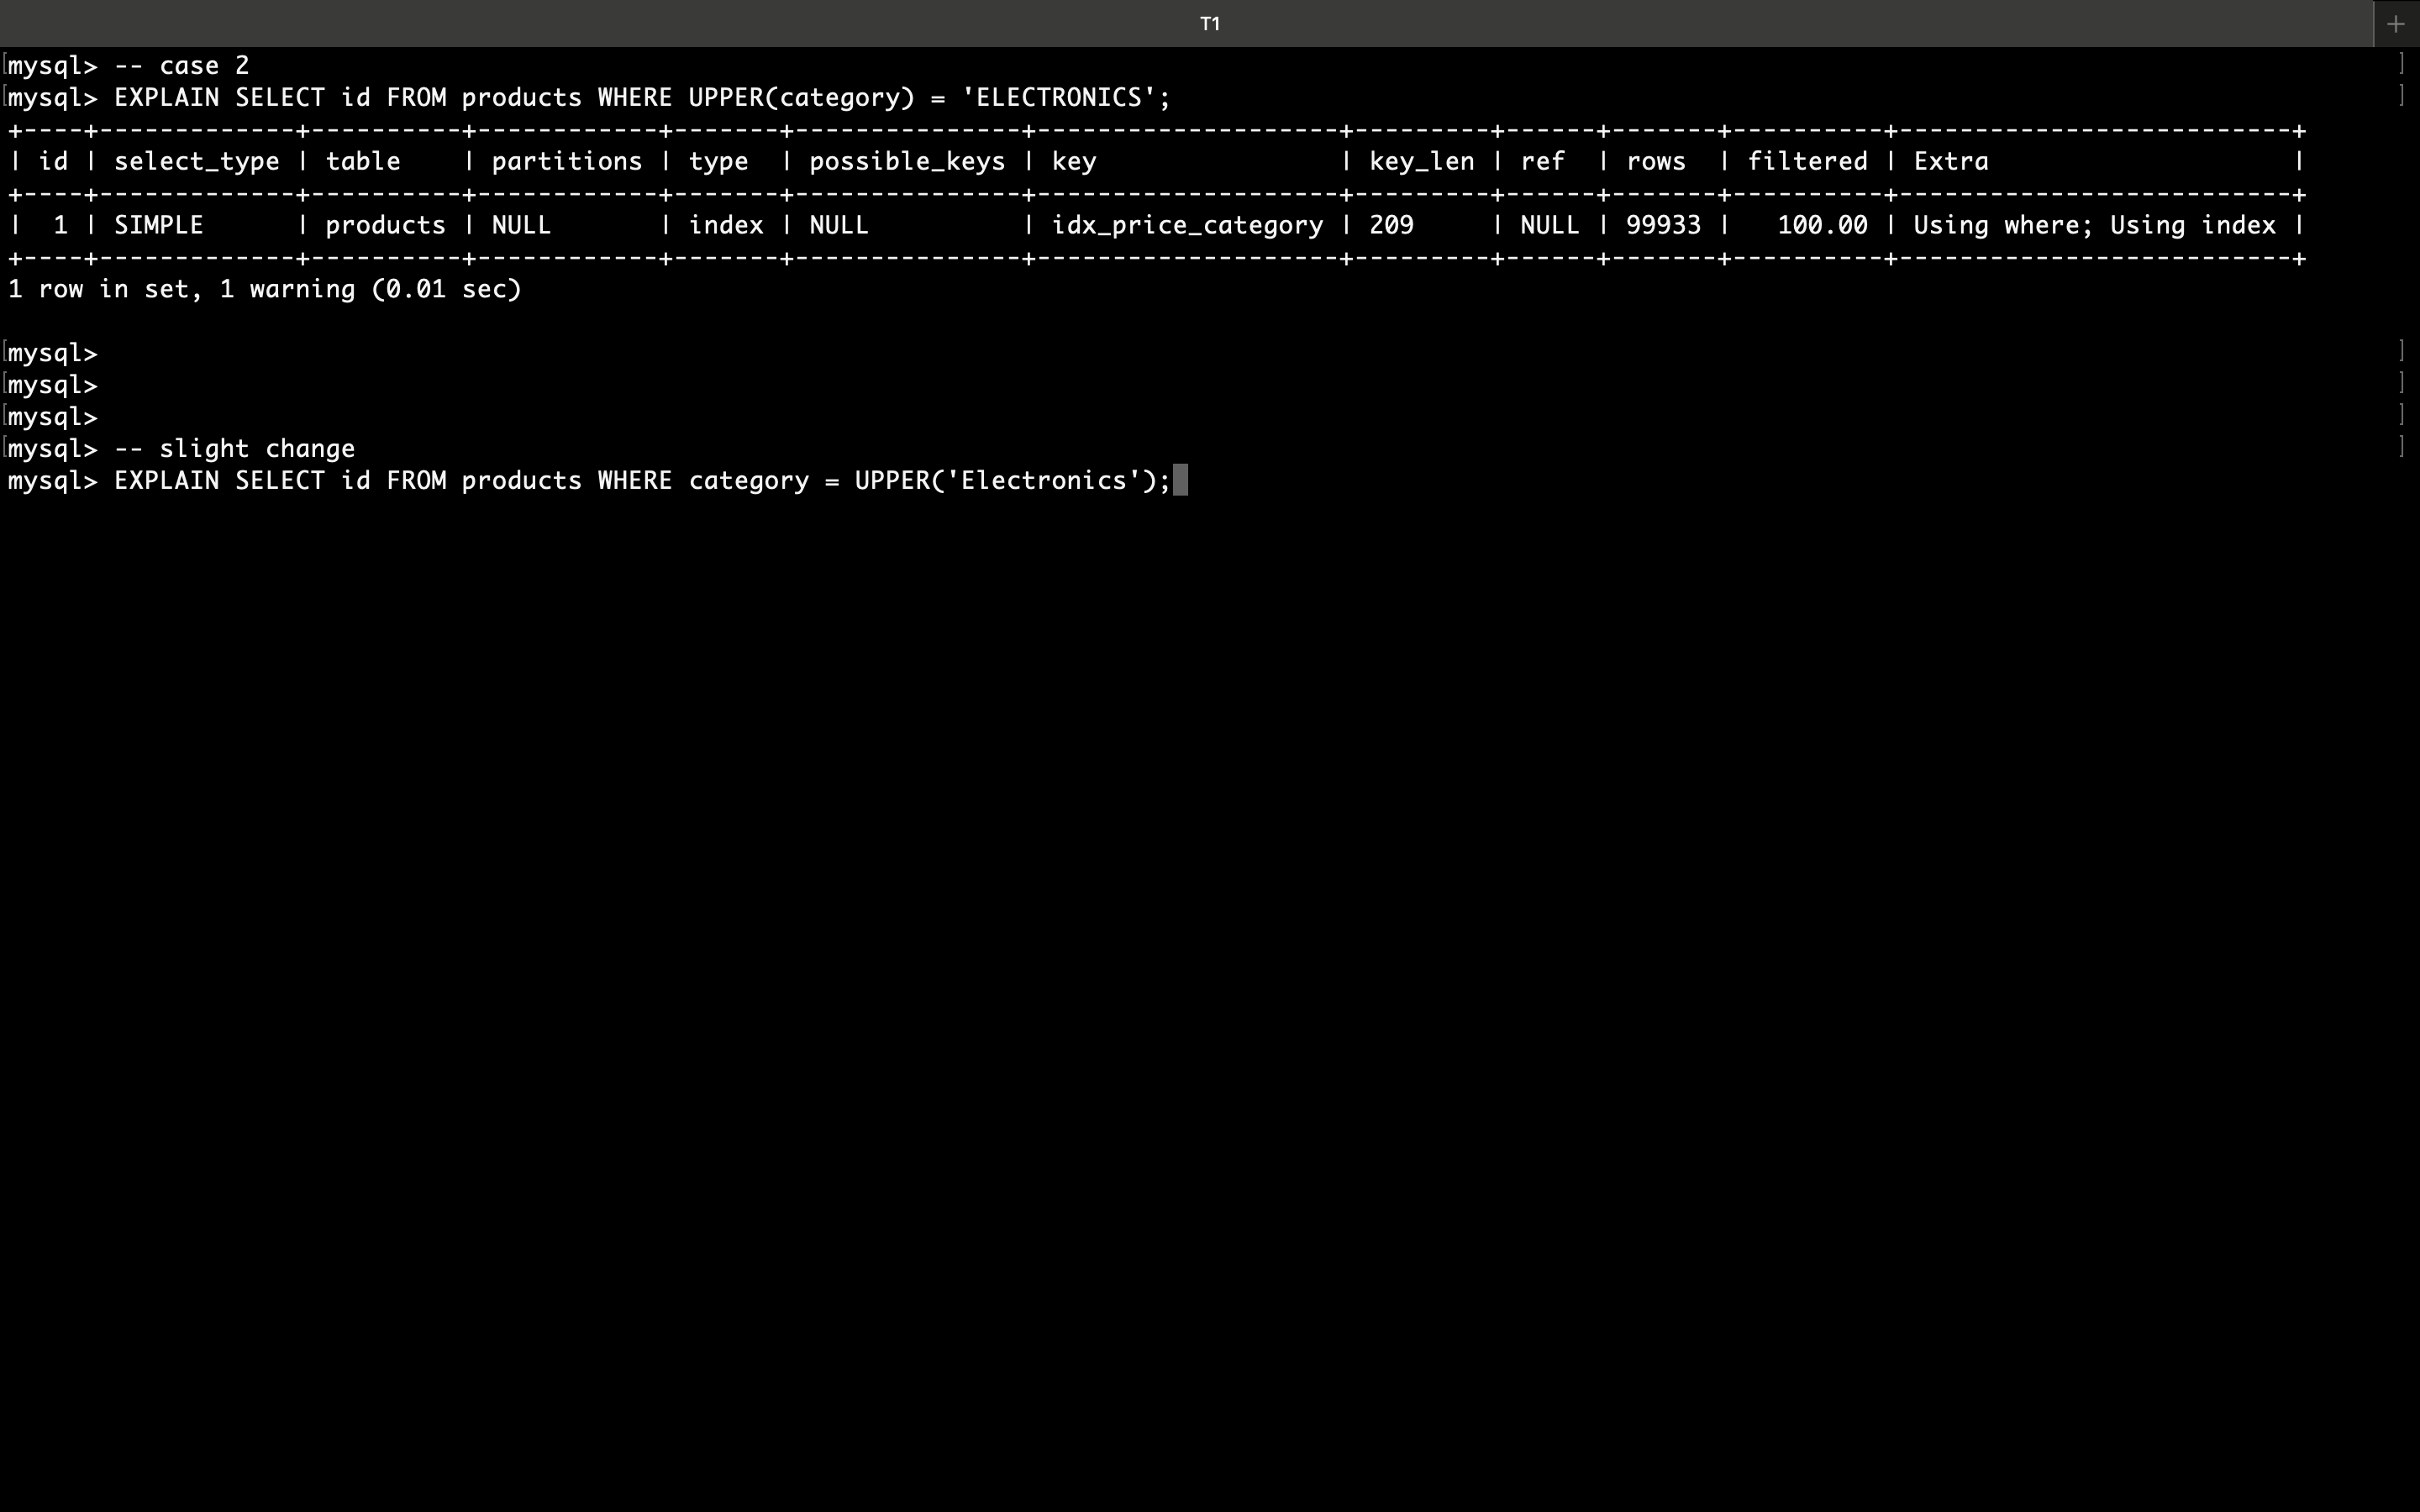 T1
+
mysql> -- case 2
mysql> EXPLAIN SELECT id FROM products WHERE UPPER(category) = 'ELECTRONICS';
+----+-------------+----------+------------+-------+---------------+--------------------+---------+------+-------+----------+--------------------------+
| id | select_type | table    | partitions | type  | possible_keys | key                | key_len | ref  | rows  | filtered | Extra                    |
+----+-------------+----------+------------+-------+---------------+--------------------+---------+------+-------+----------+--------------------------+
|  1 | SIMPLE      | products | NULL       | index | NULL          | idx_price_category | 209     | NULL | 99933 |   100.00 | Using where; Using index |
+----+-------------+----------+------------+-------+---------------+--------------------+---------+------+-------+----------+--------------------------+
1 row in set, 1 warning (0.01 sec)
mysql>
mysql>
mysql>
mysql> -- slight change
mysql> EXPLAIN SELECT id FROM products WHERE category = UPPER('Electronics');